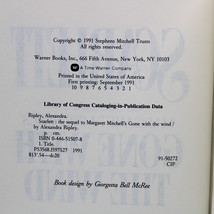 Copyright © 1991 Stephens Mitchell Trusts
All rights reserved.
Warner Books, Inc., 666 Fifth Avenue, New York, NY 10103
A Time Warner Company
Printed in the United States of America
First printing: September 1991
10 9 8 7 6 5 4 3 2 1
Library of Congress Cataloging-in-Publication Data
Ripley, Alexandra.
Scarlett : the sequel to Margaret Mitchell's Gone with the wind /
by Alexandra Ripley.
p. cm.
ISBN 0-446-51507-8
I. Title.
PS3568.I597S27 1991
813'.54—dc20
91-50272
CIP
Book design by Giorgetta Bell McRee